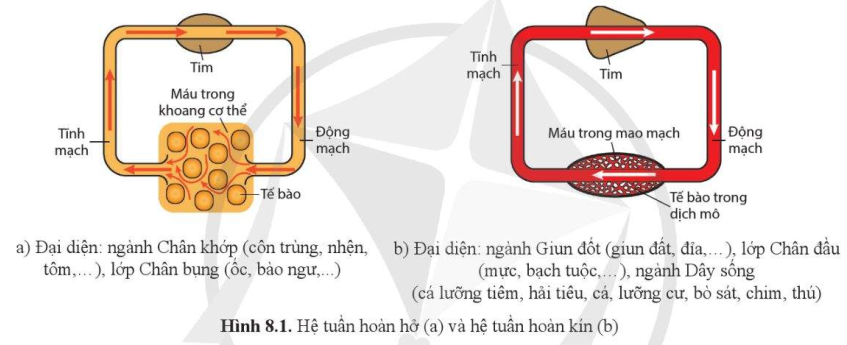 Tim
Máu trong
khoang cơ thể
Tĩnh
mạch
Động
mạch
Tế bào
Tĩnh
mạch
Tim
Máu trong mao mạch
Động
mạch
Tế bào trong
dịch mô
a) Đại diện: ngành Chân khớp (côn trùng, nhện,
tôm,…), lớp Chân bụng (ốc, bào ngư,...)
b) Đại diện: ngành Giun đốt (giun đất, đỉa,…), lớp Chân đầu
(mực, bạch tuộc,…), ngành Dây sống
(cá lưỡng tiêm, hải tiêu, cá, lưỡng cư, bò sát, chim, thú)
Hình 8.1. Hệ tuần hoàn hở (a) và hệ tuần hoàn kín (b)